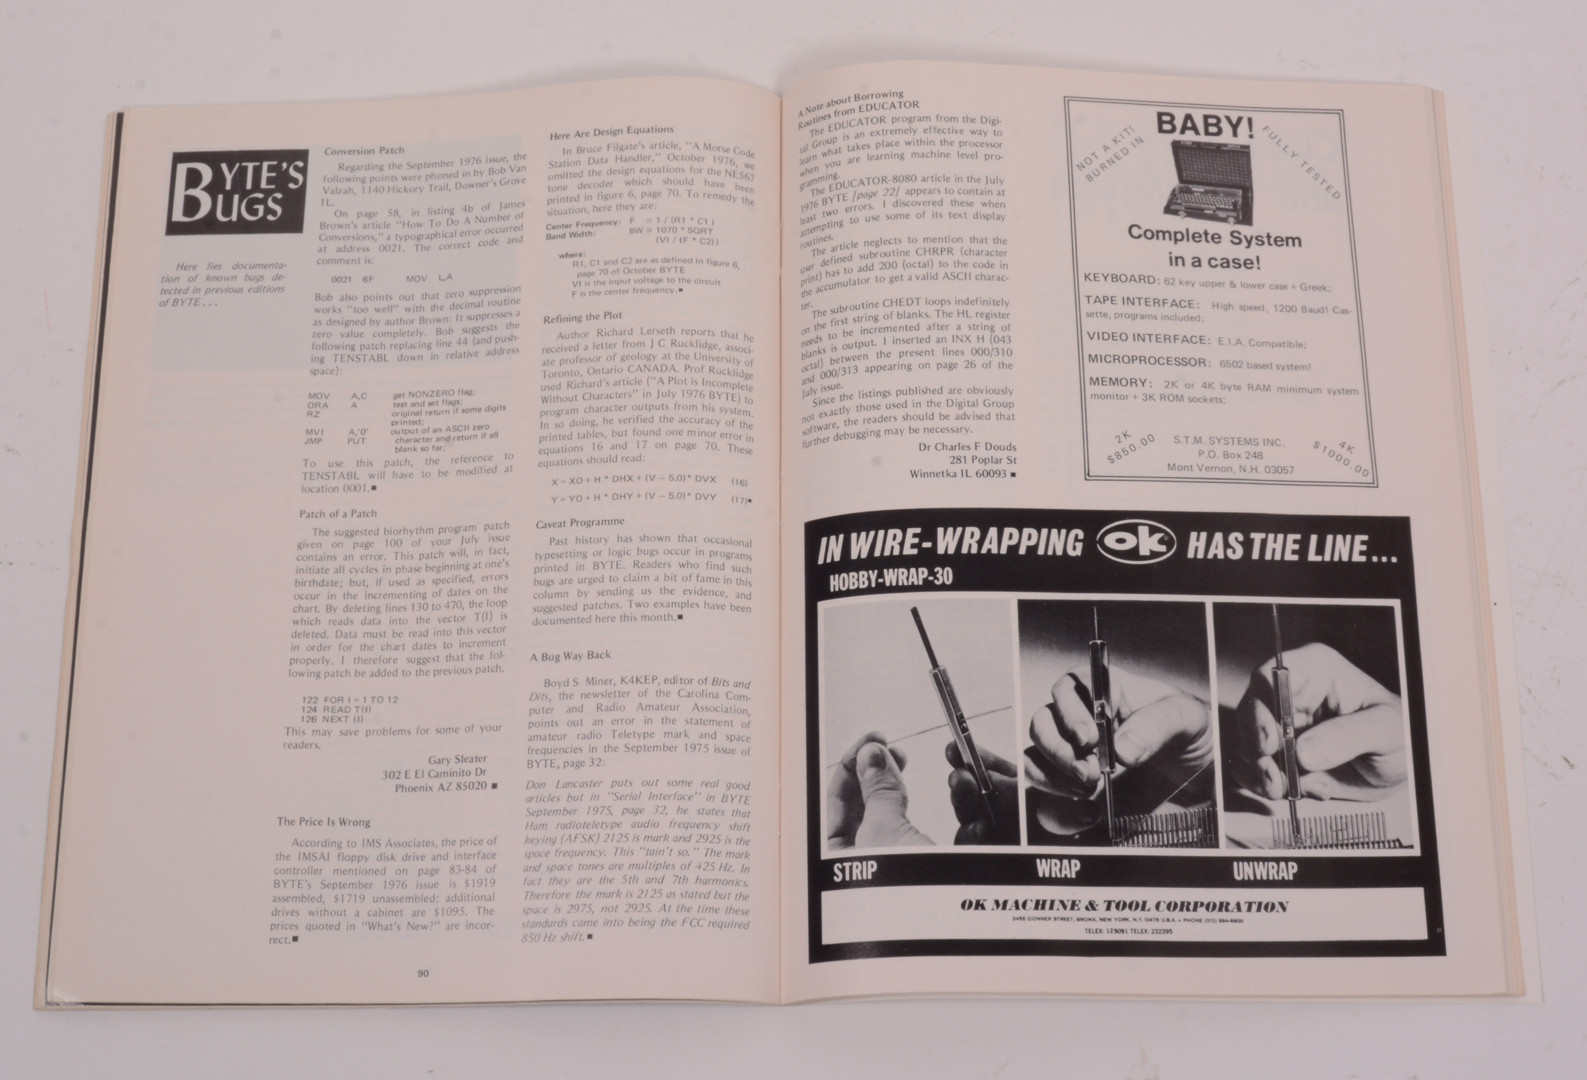 BYTE'S
BUGS
Here lies documenta-
tion of known bugs de-
tected in previous editions
of BYTE . . .
Conversion Patch
Regarding the September 1976 issue, the
following points were phoned in by Bob Van
Valzah, 1140 Hickory Trail, Downer's Grove
IL.
On page 58, in listing 4b of James
Brown's article "How To Do A Number of
Conversions," a typographical error occurred
at address 0021. The correct code and
comment is:
0021 6F MOV L,A
Bob also points out that zero suppression
works "too well" with the decimal routine
as designed by author Brown: It suppresses a
zero value completely. Bob suggests the
following patch replacing line 44 (and push-
ing TENSTABL down in relative address
space):
MOV A,C get NONZERO flag;
ORA A test and set flags;
RZ original return if some digits
printed;
MVI A,'0' output of an ASCII zero
JMP PUT character and return if all
blank so far;
To use this patch, the reference to
TENSTABL will have to be modified at
location 0001.■
Patch of a Patch
The suggested biorhythm program patch
given on page 100 of your July issue
contains an error. This patch will, in fact,
initiate all cycles in phase beginning at one's
birthdate; but, if used as specified, errors
occur in the incrementing of dates on the
chart. By deleting lines 130 to 470, the loop
which reads data into the vector T(I) is
deleted. Data must be read into this vector
in order for the chart dates to increment
properly. I therefore suggest that the fol-
lowing patch be added to the previous patch.
122 FOR I = 1 TO 12
124 READ T(I)
126 NEXT (I)
This may save problems for some of your
readers.
Gary Sleater
302 E El Caminito Dr
Phoenix AZ 85020 ■
The Price Is Wrong
According to IMS Associates, the price of
the IMSAI floppy disk drive and interface
controller mentioned on page 83-84 of
BYTE's September 1976 issue is $1919
assembled, $1719 unassembled; additional
drives without a cabinet are $1095. The
prices quoted in "What's New?" are incor-
rect.■
Here Are Design Equations
In Bruce Filgate's article, "A Morse Code
Station Data Handler," October 1976, we
omitted the design equations for the NE567
tone decoder which should have been
printed in figure 6, page 70. To remedy the
situation, here they are:
Center Frequency: F = 1 / (R1 * C1 )
Band Width: BW = 1070 * SQRT
(VI / (F * C2))
where:
R1, C1 and C2 are as defined in figure 6,
page 70 of October BYTE
VI is the input voltage to the circuit
F is the center frequency.■
Refining the Plot
Author Richard Lerseth reports that he
received a letter from J C Rucklidge, associ-
ate professor of geology at the University of
Toronto, Ontario CANADA. Prof Rucklidge
used Richard's article ("A Plot is Incomplete
Without Characters" in July 1976 BYTE) to
program character outputs from his system.
In so doing, he verified the accuracy of the
printed tables, but found one minor error in
equations 16 and 17 on page 70. These
equations should read:
X = XO + H * DHX + (V – 5.0)* DVX (16)
Y = YO + H * DHY + (V – 5.0)* DVY (17)■
Caveat Programme
Past history has shown that occasional
typesetting or logic bugs occur in programs
printed in BYTE. Readers who find such
bugs are urged to claim a bit of fame in this
column by sending us the evidence, and
suggested patches. Two examples have been
documented here this month.■
A Bug Way Back
Boyd S Miner, K4KEP, editor of Bits and
Dits, the newsletter of the Carolina Com-
puter and Radio Amateur Association,
points out an error in the statement of
amateur radio Teletype mark and space
frequencies in the September 1975 issue of
BYTE, page 32:
Don Lancaster puts out some real good
articles but in "Serial Interface" in BYTE
September 1975, page 32, he states that
Ham radioteletype audio frequency shift
keying (AFSK) 2125 is mark and 2925 is the
space frequency. This "tain't so." The mark
and space tones are multiples of 425 Hz. In
fact they are the 5th and 7th harmonics.
Therefore the mark is 2125 as stated but the
space is 2975, not 2925. At the time these
standards came into being the FCC required
850 Hz shift.■
90
A Note about Borrowing
Routines from EDUCATOR
The EDUCATOR program from the Digi-
tal Group is an extremely effective way to
learn what takes place within the processor
when you are learning machine level pro-
gramming.
The EDUCATOR-8080 article in the July
1976 BYTE [page 22] appears to contain at
least two errors. I discovered these when
attempting to use some of its text display
routines.
The article neglects to mention that the
user defined subroutine CHRPR (character
print) has to add 200 (octal) to the code in
the accumulator to get a valid ASCII charac-
ter.
The subroutine CHEDT loops indefinitely
on the first string of blanks. The HL register
needs to be incremented after a string of
blanks is output. I inserted an INX H (043
octal) between the present lines 000/310
and 000/313 appearing on page 26 of the
July issue.
Since the listings published are obviously
not exactly those used in the Digital Group
software, the readers should be advised that
further debugging may be necessary.
Dr Charles F Douds
281 Poplar St
Winnetka IL 60093 ■
BABY!
NOT A KIT!
BURNED IN
FULLY TESTED
Complete System
in a case!
KEYBOARD: 62 key upper & lower case + Greek;
TAPE INTERFACE: High speed, 1200 Baud! Cas-
sette, programs included;
VIDEO INTERFACE: E.I.A. Compatible;
MICROPROCESSOR: 6502 based system!
MEMORY: 2K or 4K byte RAM minimum system
monitor + 3K ROM sockets;
2K
$850.00
S.T.M. SYSTEMS INC.
P.O. Box 248
Mont Vernon, N.H. 03057
4K
$1000.00
IN WIRE-WRAPPING OK HAS THE LINE...
HOBBY-WRAP-30
STRIP WRAP UNWRAP
OK MACHINE & TOOL CORPORATION
3455 CONNER STREET, BRONX, NEW YORK, N.Y. 10475 U.S.A. • PHONE (212) 994-6600
TELEX: 125091 TELEX: 232395